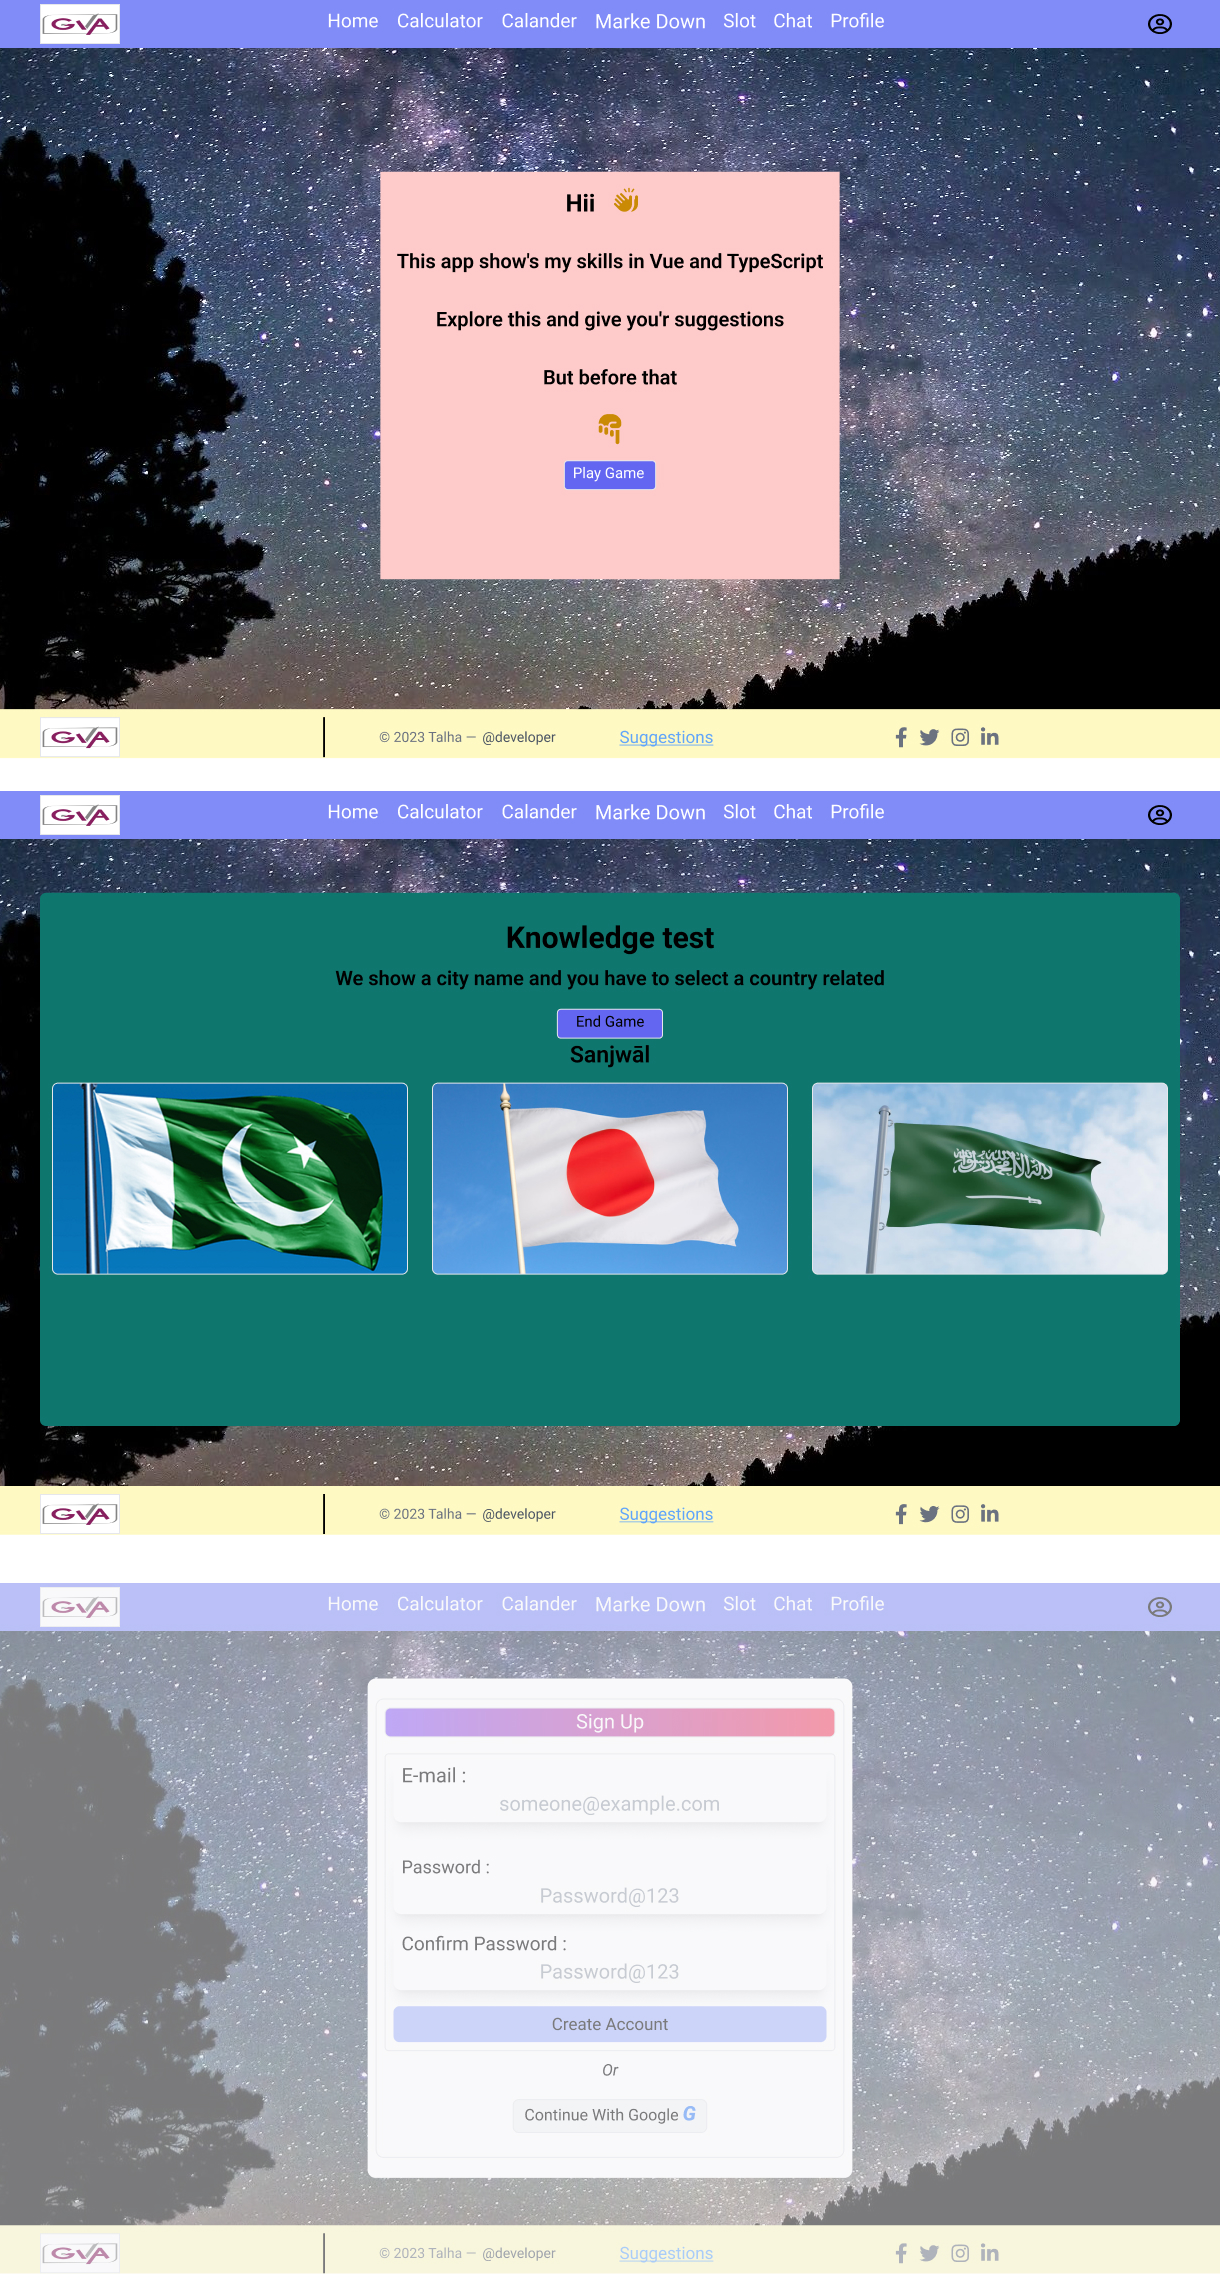 GVA
Home Calculator Calander Marke Down Slot Chat Profile
Hii
This app show's my skills in Vue and TypeScript
Explore this and give you'r suggestions
But before that
Play Game
GVA
© 2023 Talha — @developer
Suggestions
GVA
Home Calculator Calander Marke Down Slot Chat Profile
Knowledge test
We show a city name and you have to select a country related
End Game
Sanjwāl
GVA
© 2023 Talha — @developer
Suggestions
GVA
Home Calculator Calander Marke Down Slot Chat Profile
Sign Up
E-mail :
someone@example.com
Password :
Password@123
Confirm Password :
Password@123
Create Account
Or
Continue With Google G
GVA
© 2023 Talha — @developer
Suggestions